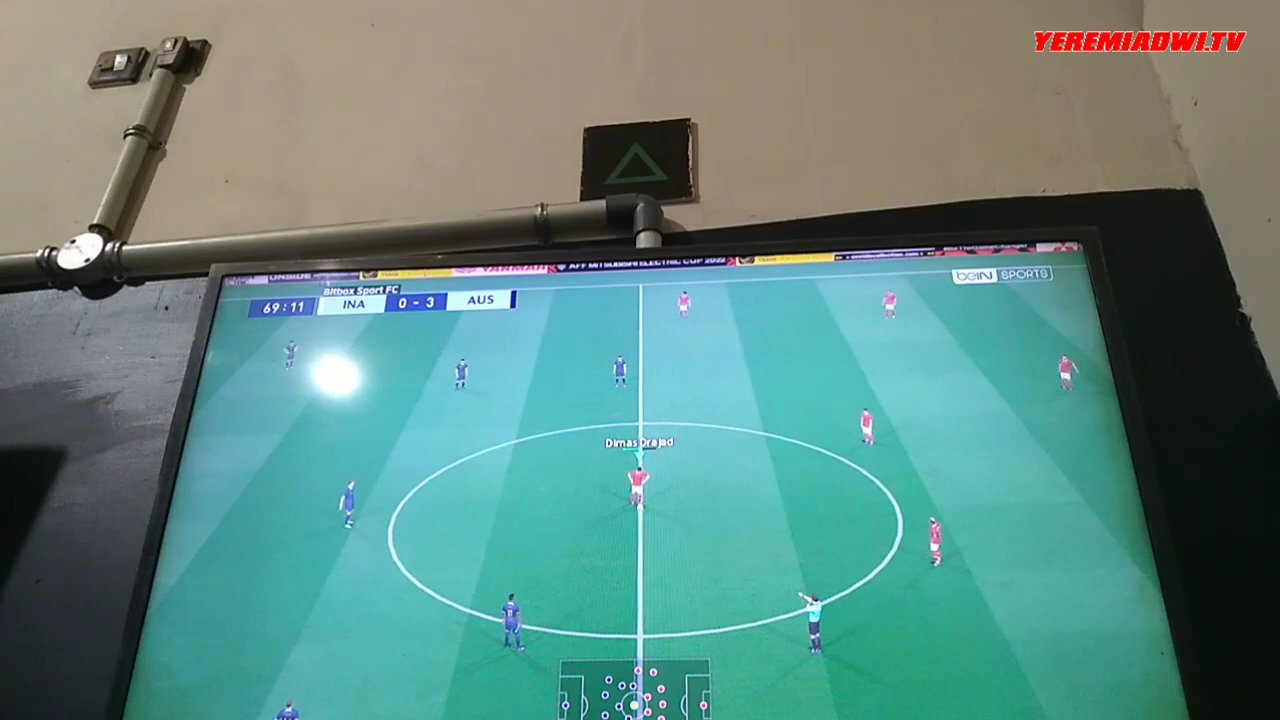 YEREMIADWI.TV
YANMAR
AFF MITSUBISHI ELECTRIC CUP 2022
beIN SPORTS
Bitbox Sport FC
69:11 INA 0 - 3 AUS
Dimas Drajad